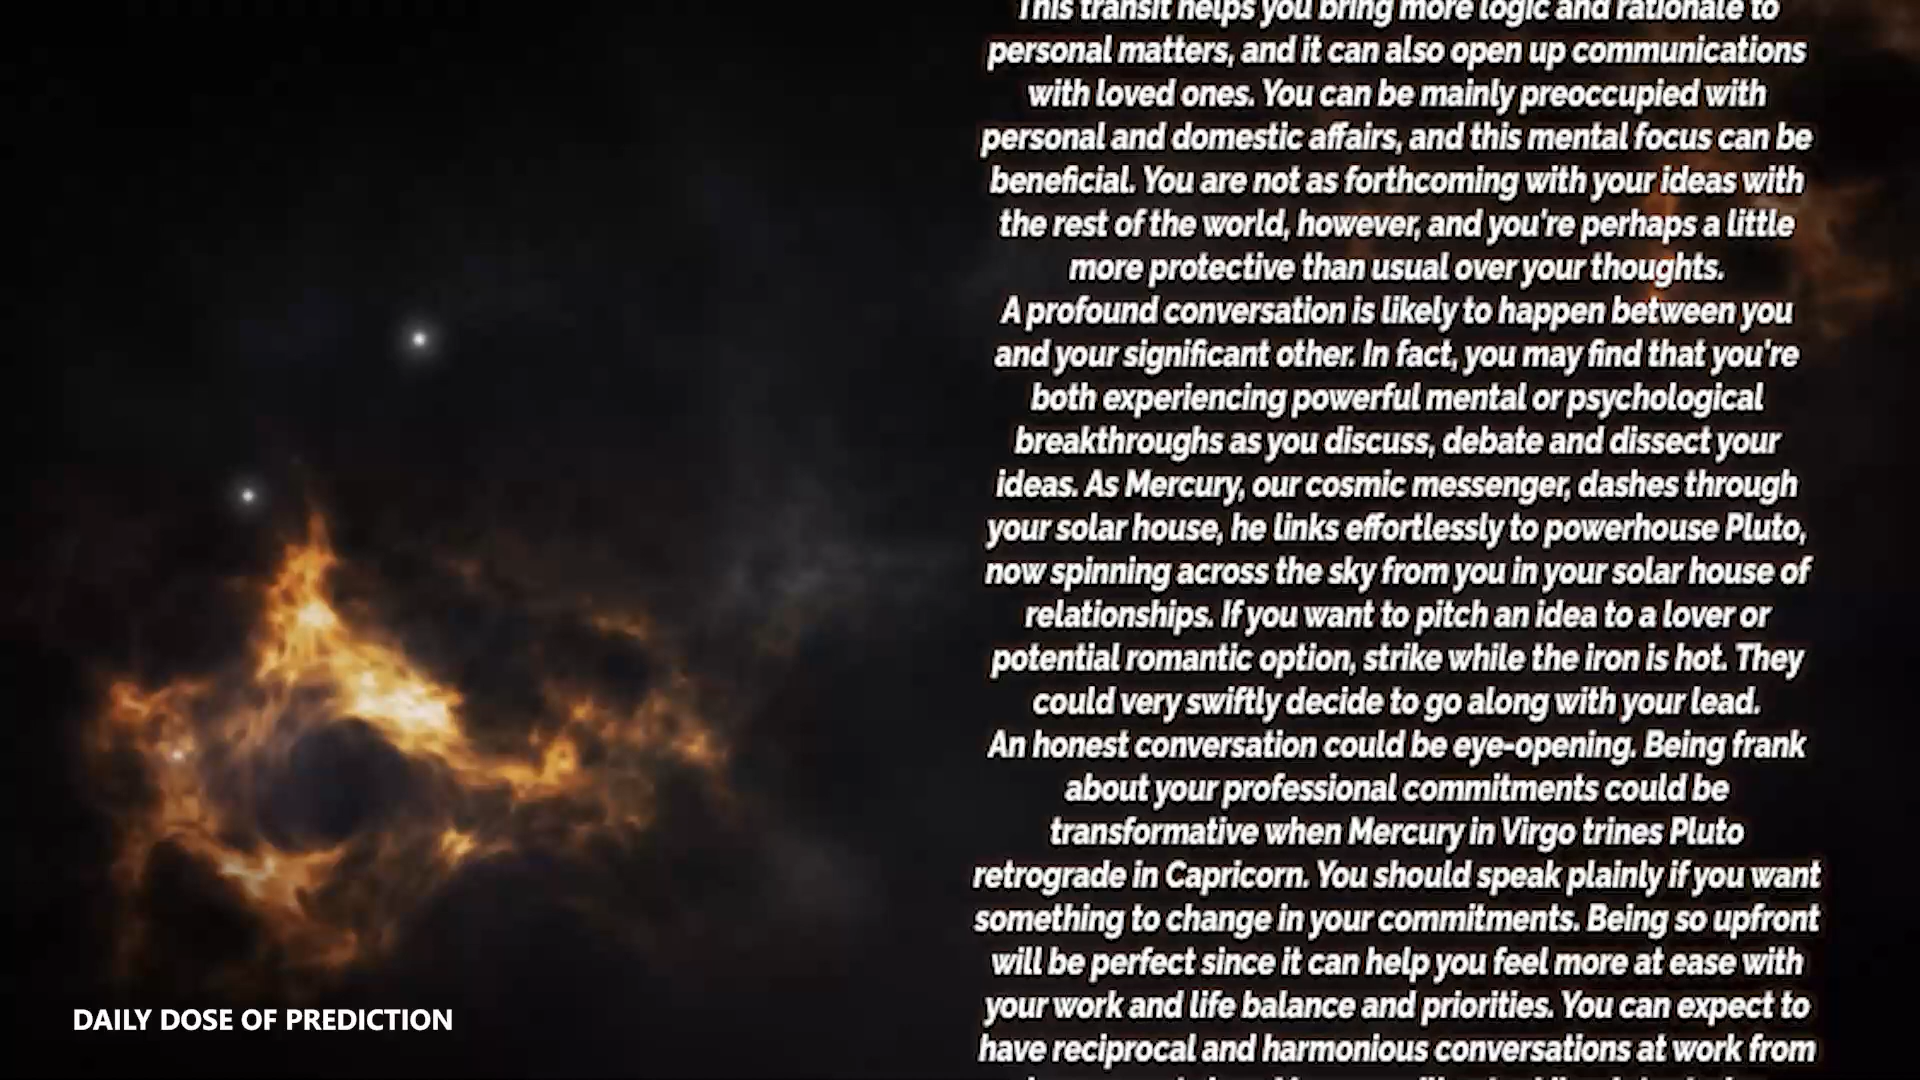 This transit helps you bring more logic and rationale to
personal matters, and it can also open up communications
with loved ones. You can be mainly preoccupied with
personal and domestic affairs, and this mental focus can be
beneficial. You are not as forthcoming with your ideas with
the rest of the world, however, and you're perhaps a little
more protective than usual over your thoughts.
A profound conversation is likely to happen between you
and your significant other. In fact, you may find that you're
both experiencing powerful mental or psychological
breakthroughs as you discuss, debate and dissect your
ideas. As Mercury, our cosmic messenger, dashes through
your solar house, he links effortlessly to powerhouse Pluto,
now spinning across the sky from you in your solar house of
relationships. If you want to pitch an idea to a lover or
potential romantic option, strike while the iron is hot. They
could very swiftly decide to go along with your lead.
An honest conversation could be eye-opening. Being frank
about your professional commitments could be
transformative when Mercury in Virgo trines Pluto
retrograde in Capricorn. You should speak plainly if you want
something to change in your commitments. Being so upfront
will be perfect since it can help you feel more at ease with
your work and life balance and priorities. You can expect to
have reciprocal and harmonious conversations at work from
DAILY DOSE OF PREDICTION